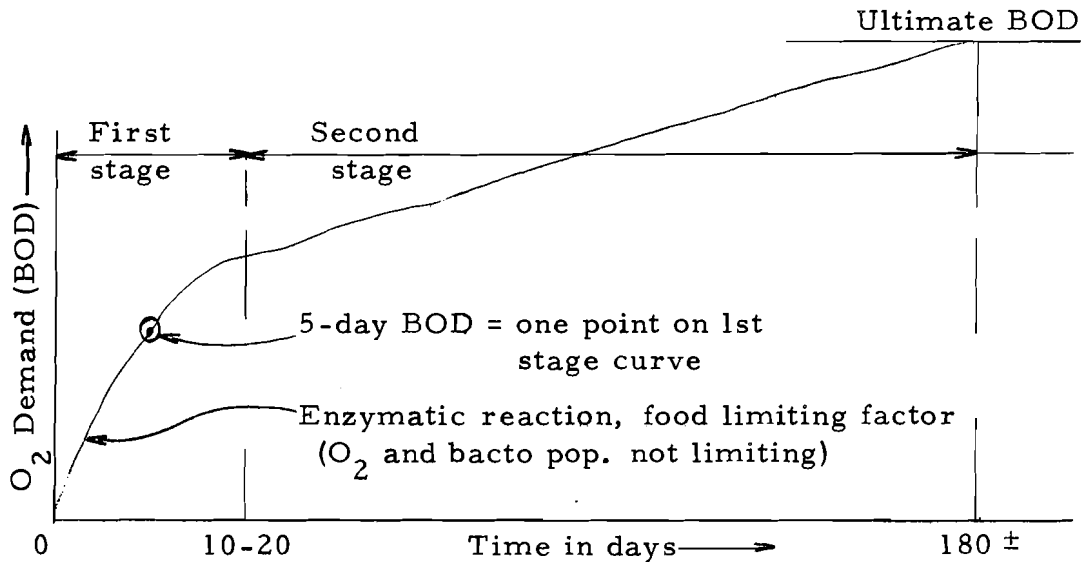 Ultimate BOD
First
stage
Second
stage
O2 Demand (BOD)
5-day BOD = one point on 1st
stage curve
Enzymatic reaction, food limiting factor
(O2 and bacto pop. not limiting)
0
10-20
Time in days
180 ±